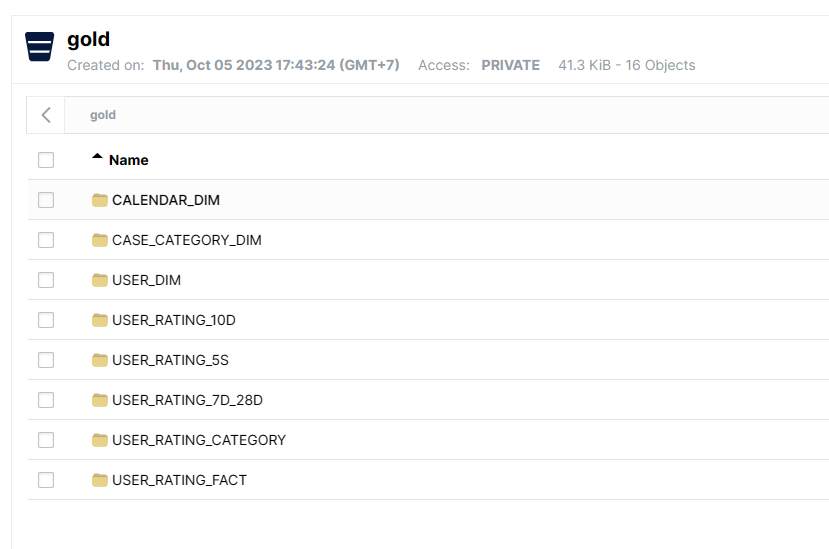 gold
Created on: Thu, Oct 05 2023 17:43:24 (GMT+7) Access: PRIVATE 41.3 KiB - 16 Objects
gold
Name
CALENDAR_DIM
CASE_CATEGORY_DIM
USER_DIM
USER_RATING_10D
USER_RATING_5S
USER_RATING_7D_28D
USER_RATING_CATEGORY
USER_RATING_FACT